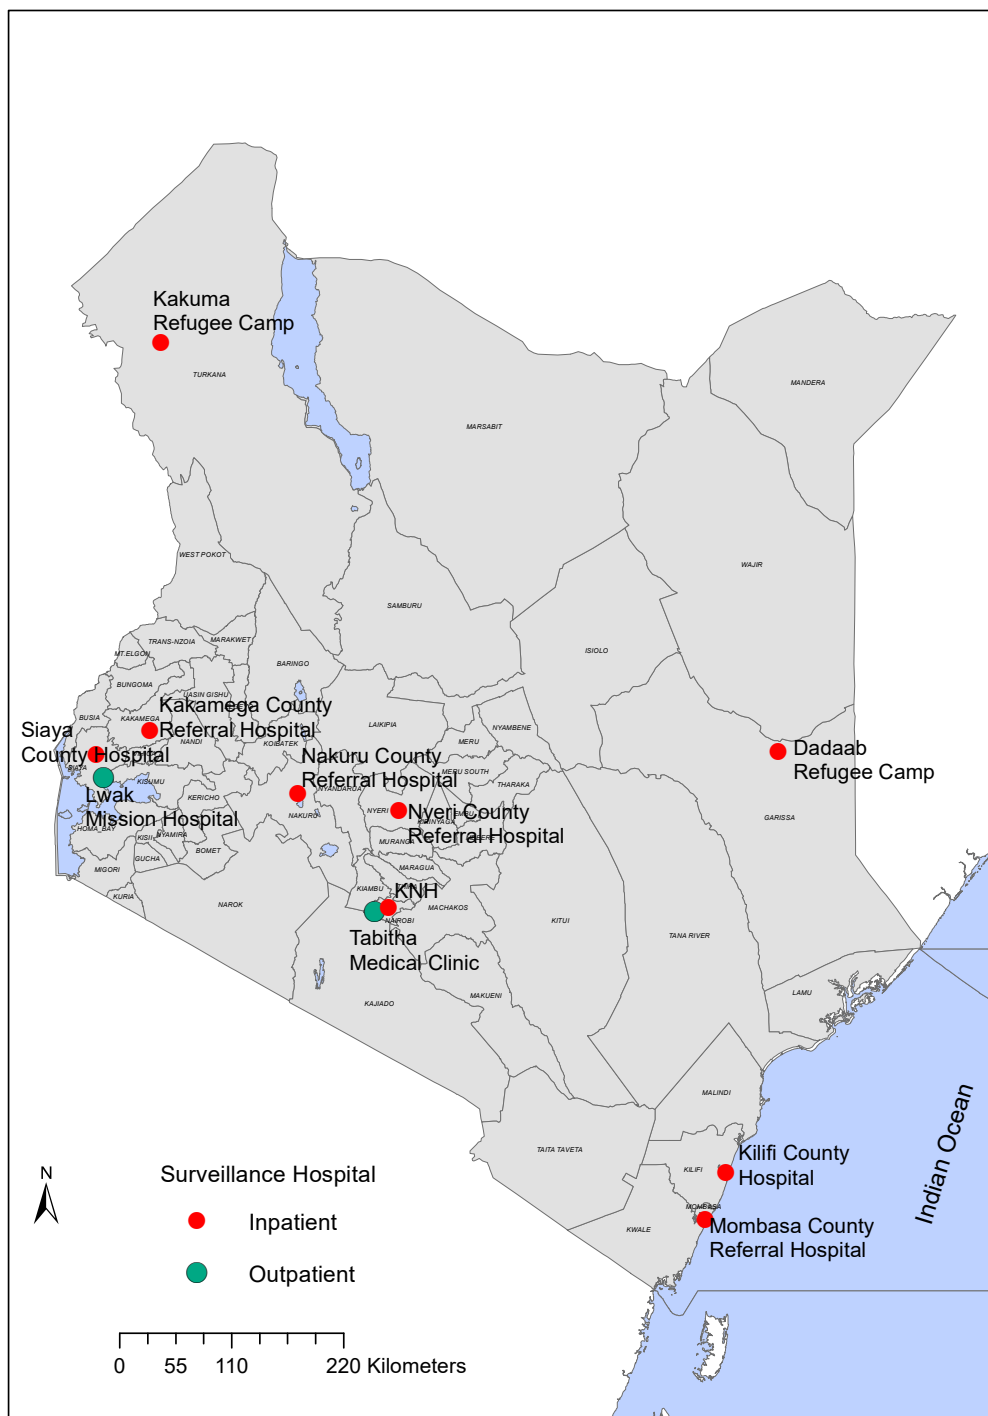 Kakuma
Refugee Camp
TURKANA
MANDERA
MARSABIT
WEST POKOT
WAJIR
SAMBURU
ISIOLO
TRANS-NZOIA
MARAKWET
MT.ELGON
BARINGO
BUNGOMA
UASIN GISHU
BUSIA
KAKAMEGA
Kakamega County
Referral Hospital
LAIKIPIA
NYAMBENE
Siaya
County Hospital
NANDI
KOIBATEK
MERU
Nakuru County
Referral Hospital
Dadaab
Refugee Camp
SIAYA
KISUMU
MERU SOUTH
THARAKA
Lwak
Mission Hospital
KERICHO
NYANDARUA
NAKURU
NYERI
Nyeri County
Referral Hospital
EMBU
KIRINYAGA
MBEERE
GARISSA
HOMA_BAY
KISII
NYAMIRA
MURANGA
GUCHA
BOMET
MIGORI
MARAGUA
KURIA
NAROK
KIAMBU
THIKA
KNH
MACHAKOS
NAIROBI
KITUI
TANA RIVER
Tabitha
Medical Clinic
KAJIADO
MAKUENI
LAMU
MALINDI
TAITA TAVETA
KILIFI
Kilifi County
Hospital
MOMBASA
KWALE
Mombasa County
Referral Hospital
Indian Ocean
N
Surveillance Hospital
Inpatient
Outpatient
0 55 110 220 Kilometers